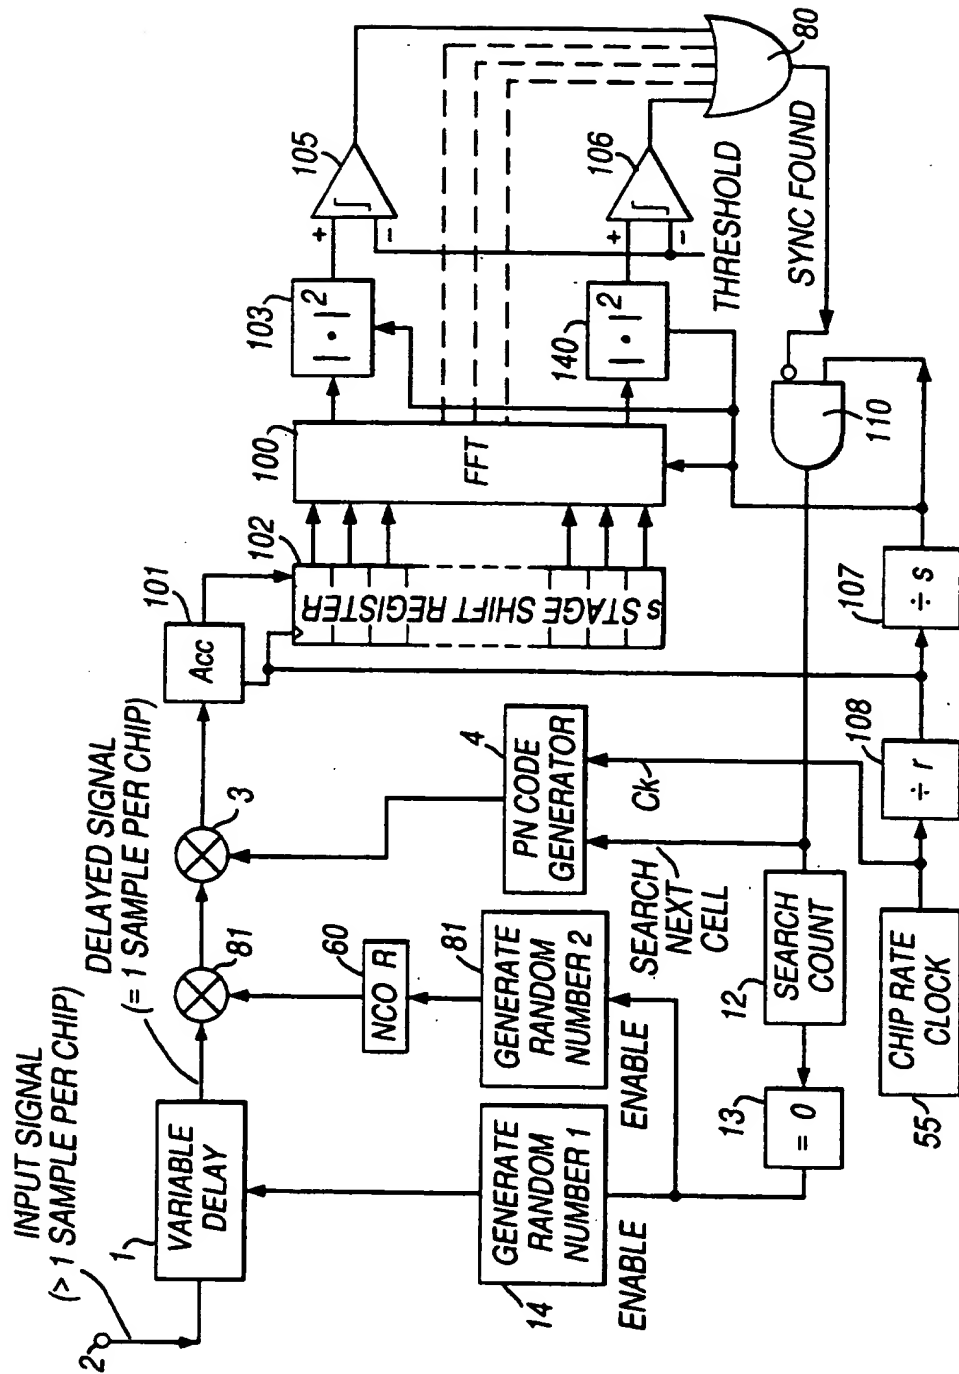 INPUT SIGNAL
(> 1 SAMPLE PER CHIP)
2
1
VARIABLE
DELAY
DELAYED SIGNAL
(= 1 SAMPLE PER CHIP)
81
3
101
Acc
102
s STAGE SHIFT REGISTER
100
FFT
103
| • |²
105
+
−
140
| • |²
106
+
−
THRESHOLD
80
SYNC FOUND
110
60
NCO R
4
PN CODE
GENERATOR
Ck
SEARCH
NEXT
CELL
14
GENERATE
RANDOM
NUMBER 1
ENABLE
81
GENERATE
RANDOM
NUMBER 2
ENABLE
13
= 0
12
SEARCH
COUNT
55
CHIP RATE
CLOCK
108
÷ r
107
÷ s